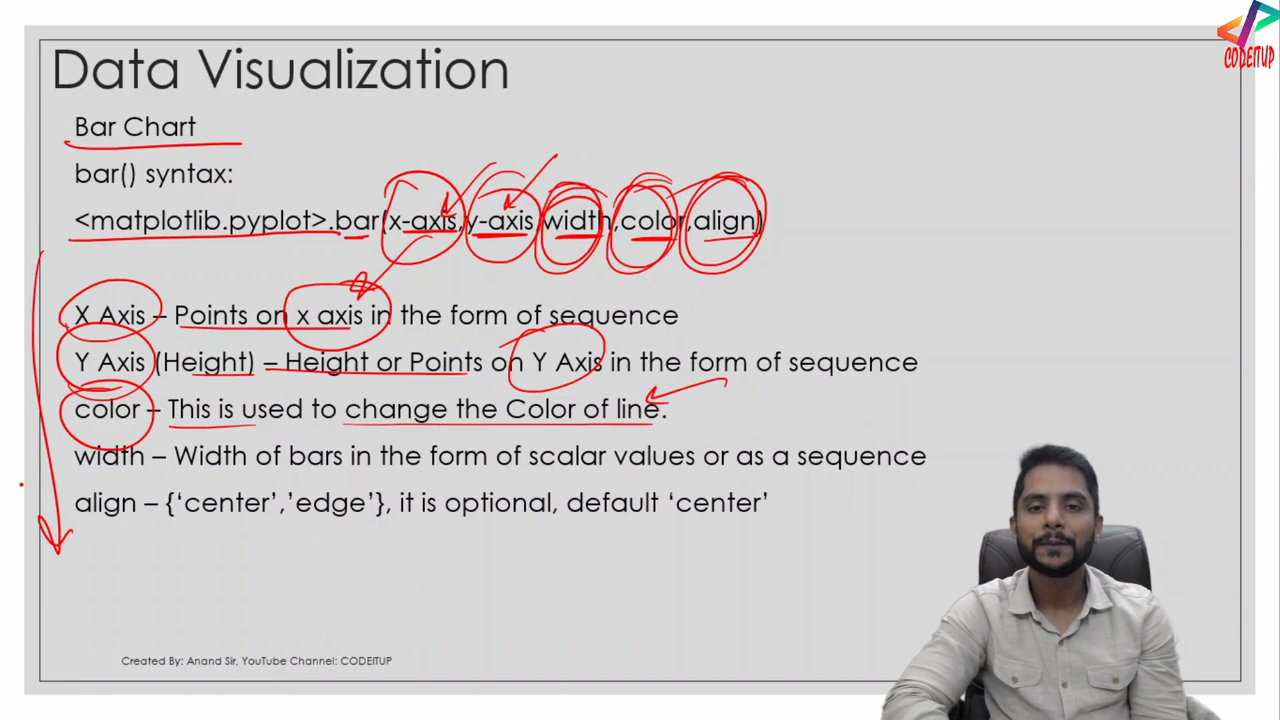 CODEITUP
Data Visualization
Bar Chart
bar() syntax:
<matplotlib.pyplot>.bar(x-axis,y-axis,width,color,align)
X Axis – Points on x axis in the form of sequence
Y Axis (Height) – Height or Points on Y Axis in the form of sequence
color – This is used to change the Color of line.
width – Width of bars in the form of scalar values or as a sequence
align – {‘center’,’edge’}, it is optional, default ‘center’
Created By: Anand Sir, YouTube Channel: CODEITUP